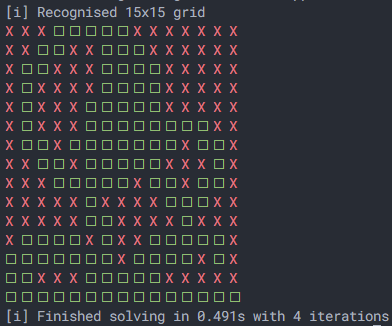 [i] Recognised 15x15 grid
X X X □ □ □ □ □ X X X X X X X
X X □ □ X X □ □ □ X X X X X X
X □ X X X □ □ □ □ □ X X X X X
X □ X X □ □ □ □ □ □ X X X X X
X □ X X X □ □ □ □ □ X X X X X
X □ X X X □ □ □ □ □ □ □ □ X X
X □ □ X □ □ □ □ □ □ □ X □ □ X
X X □ X □ □ □ □ □ □ X X X □ X
X X X □ □ □ □ □ X □ □ X □ □ X
X X X X X □ X X X X □ □ □ X X
X X X X X □ □ X X X X □ X X X
X □ □ □ □ X □ X □ □ □ □ □ □ X
□ □ □ □ □ □ □ □ □ □ □ □ X □ X
□ □ X X X □ □ □ □ □ X X X X X
□ □ □ □ □ □ □ □ □ □ □ □ □ □ □
[i] Finished solving in 0.491s with 4 iterations